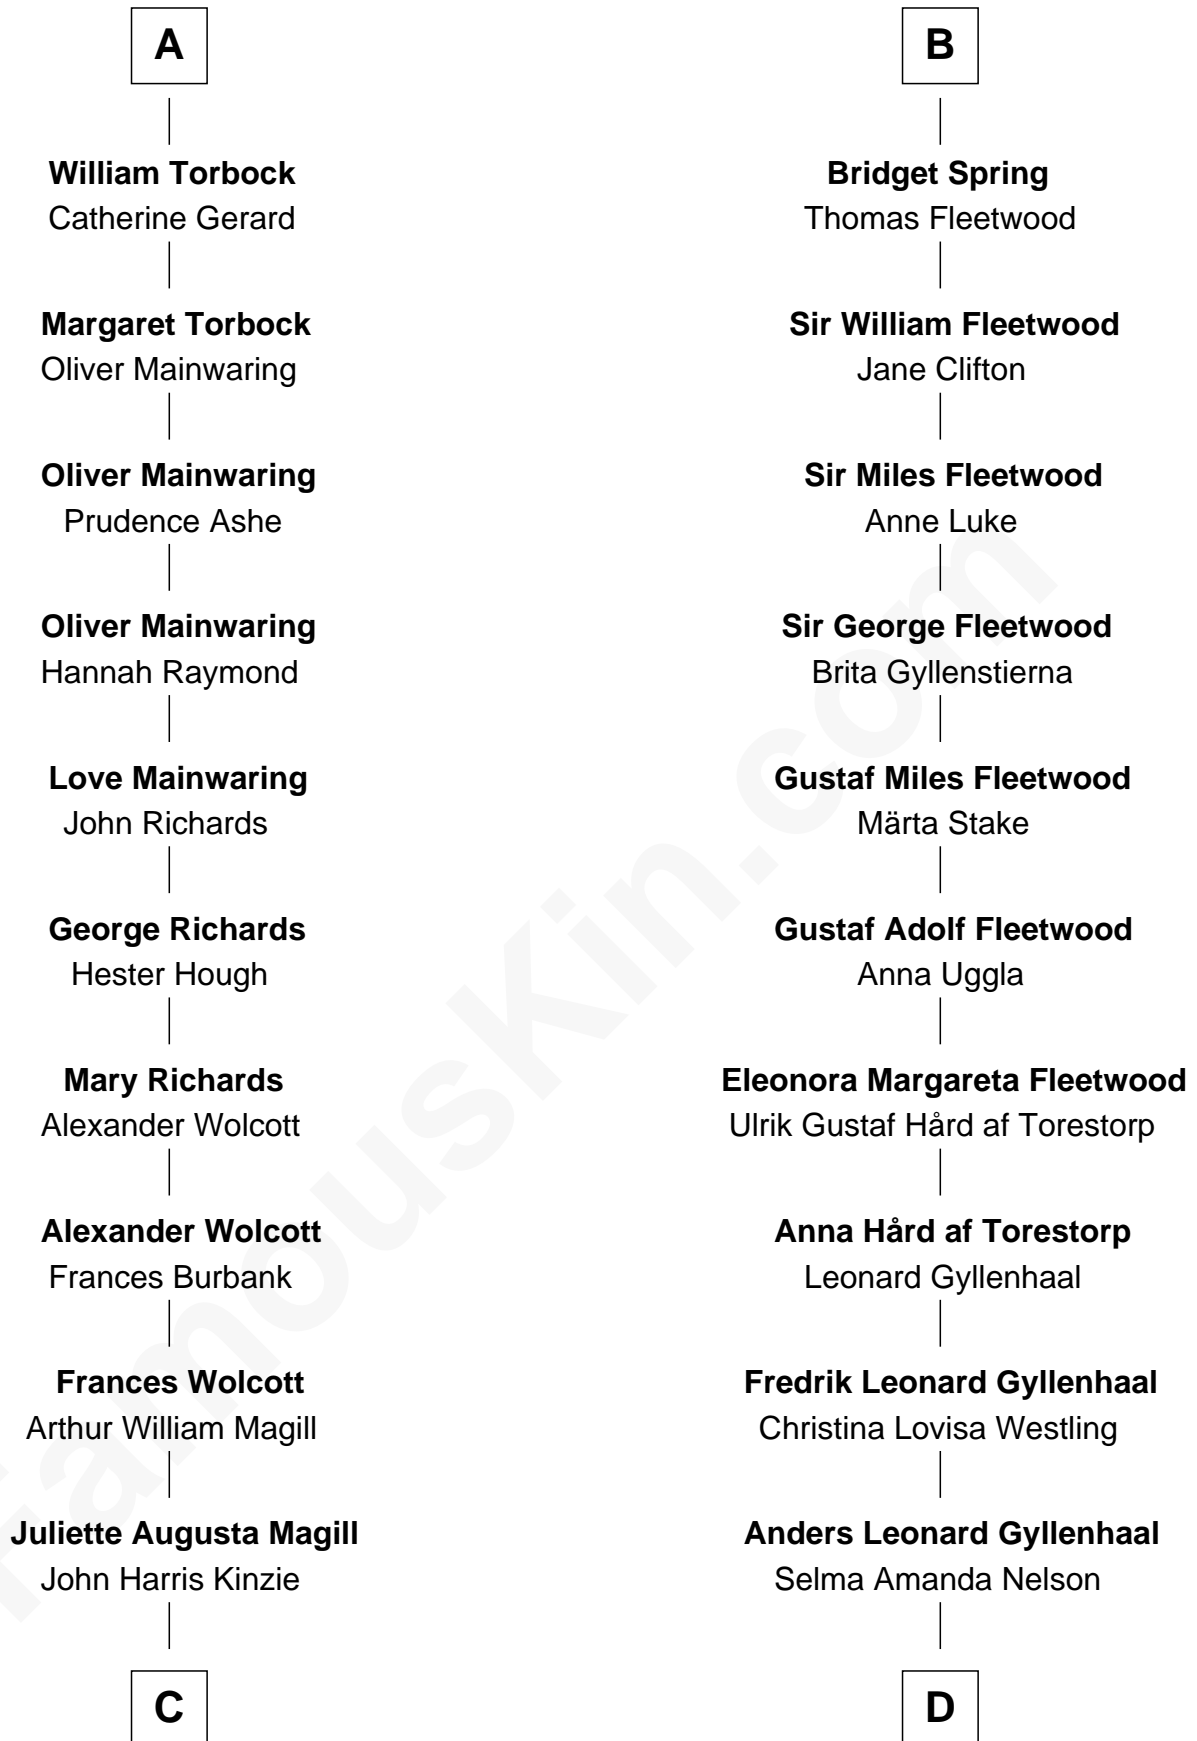 A
William Torbock
Catherine Gerard
Margaret Torbock
Oliver Mainwaring
Oliver Mainwaring
Prudence Ashe
Oliver Mainwaring
Hannah Raymond
Love Mainwaring
John Richards
George Richards
Hester Hough
Mary Richards
Alexander Wolcott
Alexander Wolcott
Frances Burbank
Frances Wolcott
Arthur William Magill
Juliette Augusta Magill
John Harris Kinzie
C
B
Bridget Spring
Thomas Fleetwood
Sir William Fleetwood
Jane Clifton
Sir Miles Fleetwood
Anne Luke
Sir George Fleetwood
Brita Gyllenstierna
Gustaf Miles Fleetwood
Märta Stake
Gustaf Adolf Fleetwood
Anna Uggla
Eleonora Margareta Fleetwood
Ulrik Gustaf Hård af Torestorp
Anna Hård af Torestorp
Leonard Gyllenhaal
Fredrik Leonard Gyllenhaal
Christina Lovisa Westling
Anders Leonard Gyllenhaal
Selma Amanda Nelson
D
FamousKin.com